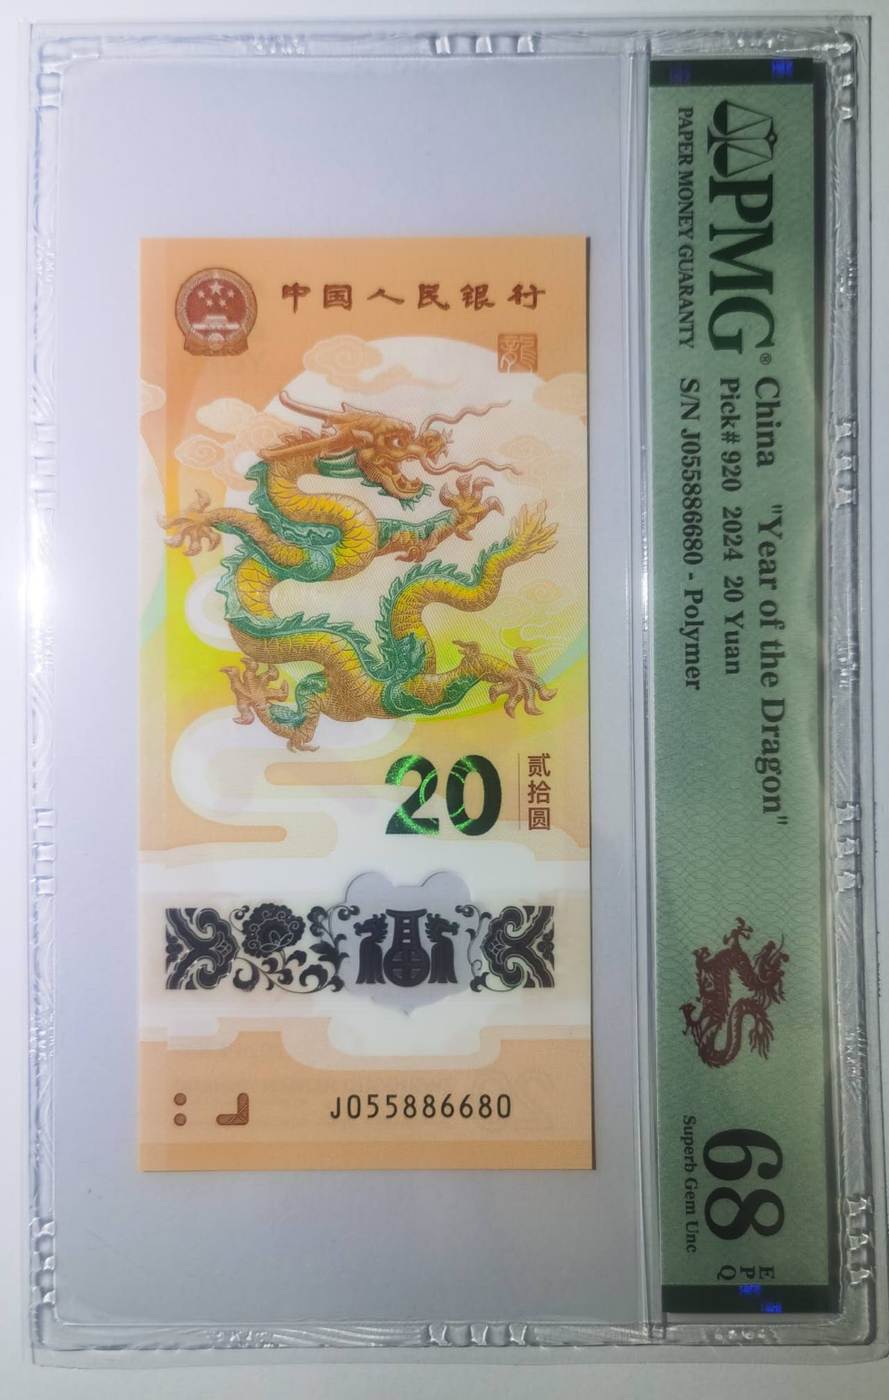 中国人民银行
龍
20
贰拾圆
J055886680
PMG®
PAPER MONEY GUARANTY
China "Year of the Dragon"
Pick# 920 2024 20 Yuan
S/N J055886680 - Polymer
68 EPQ
Superb Gem Unc